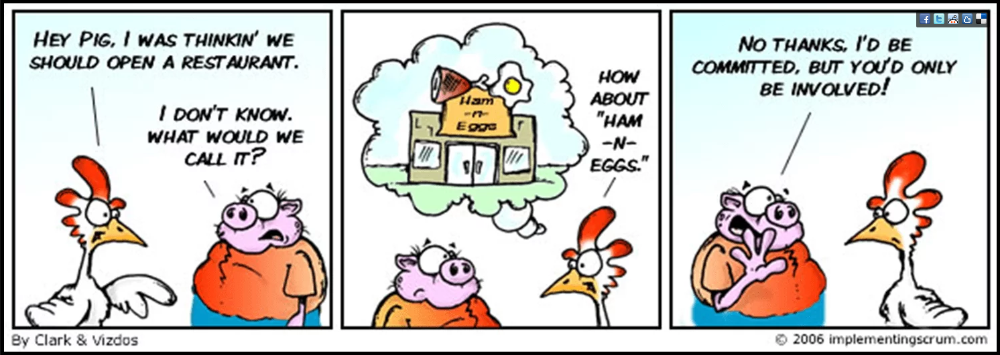 HEY PIG, I WAS THINKIN' WE
SHOULD OPEN A RESTAURANT.
I DON'T KNOW.
WHAT WOULD WE
CALL IT?
Ham
-n-
Eggs
HOW
ABOUT
"HAM
-N-
EGGS."
NO THANKS, I'D BE
COMMITTED, BUT YOU'D ONLY
BE INVOLVED!
By Clark & Vizdos
© 2006 implementingscrum.com